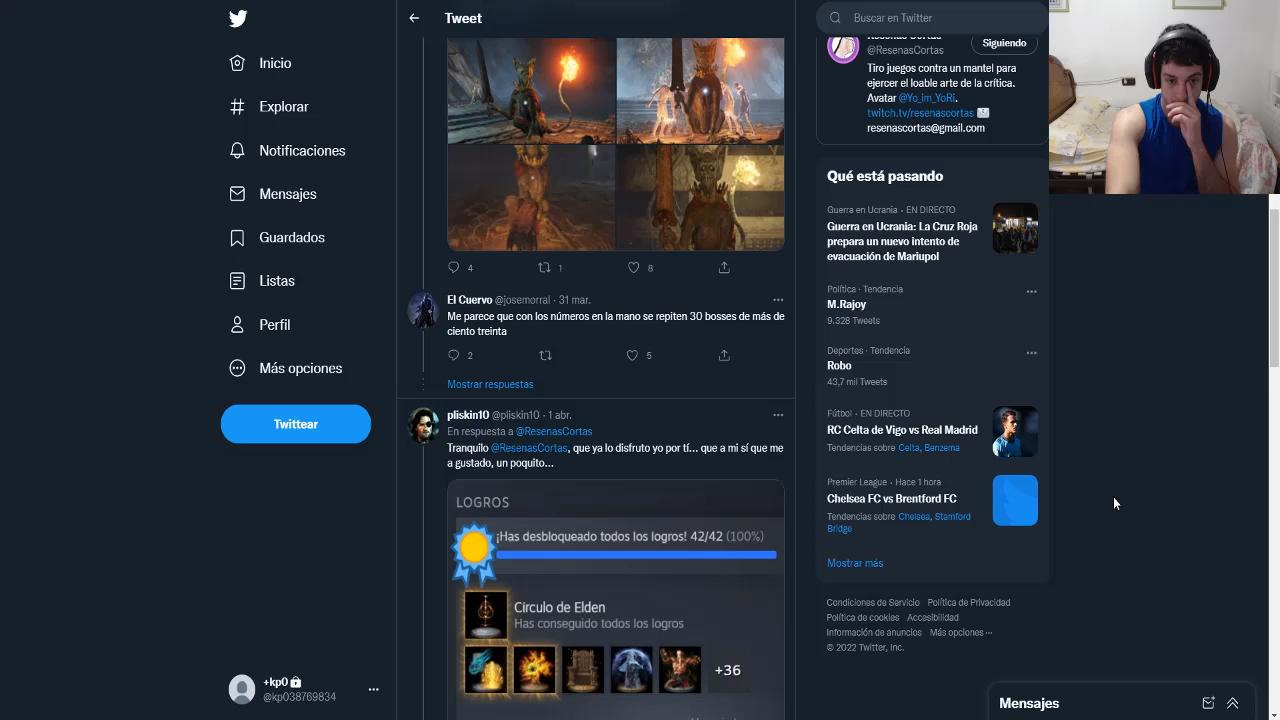 Inicio
Explorar
Notificaciones
Mensajes
Guardados
Listas
Perfil
Más opciones
Twittear
+kp0
@kp038769834
Tweet
4
1
8
El Cuervo @josemorral · 31 mar.
Me parece que con los números en la mano se repiten 30 bosses de más de
ciento treinta
2
5
Mostrar respuestas
pliskin10 @pliskin10 · 1 abr.
En respuesta a @ResenasCortas
Tranquilo @ResenasCortas, que ya lo disfruto yo por tí... que a mi sí que me
a gustado, un poquito...
LOGROS
¡Has desbloqueado todos los logros! 42/42 (100%)
Círculo de Elden
Has conseguido todos los logros
+36
Buscar en Twitter
@ResenasCortas
Siguiendo
Tiro juegos contra un mantel para
ejercer el loable arte de la crítica.
Avatar @Yo_im_YoRi.
twitch.tv/resenascortas
resenascortas@gmail.com
Qué está pasando
Guerra en Ucrania · EN DIRECTO
Guerra en Ucrania: La Cruz Roja
prepara un nuevo intento de
evacuación de Mariupol
Política · Tendencia
M.Rajoy
9.328 Tweets
Deportes · Tendencia
Robo
43,7 mil Tweets
Fútbol · EN DIRECTO
RC Celta de Vigo vs Real Madrid
Tendencias sobre Celta, Benzema
Premier League · Hace 1 hora
Chelsea FC vs Brentford FC
Tendencias sobre Chelsea, Stamford
Bridge
Mostrar más
Condiciones de Servicio Política de Privacidad
Política de cookies Accesibilidad
Información de anuncios Más opciones ···
© 2022 Twitter, Inc.
Mensajes